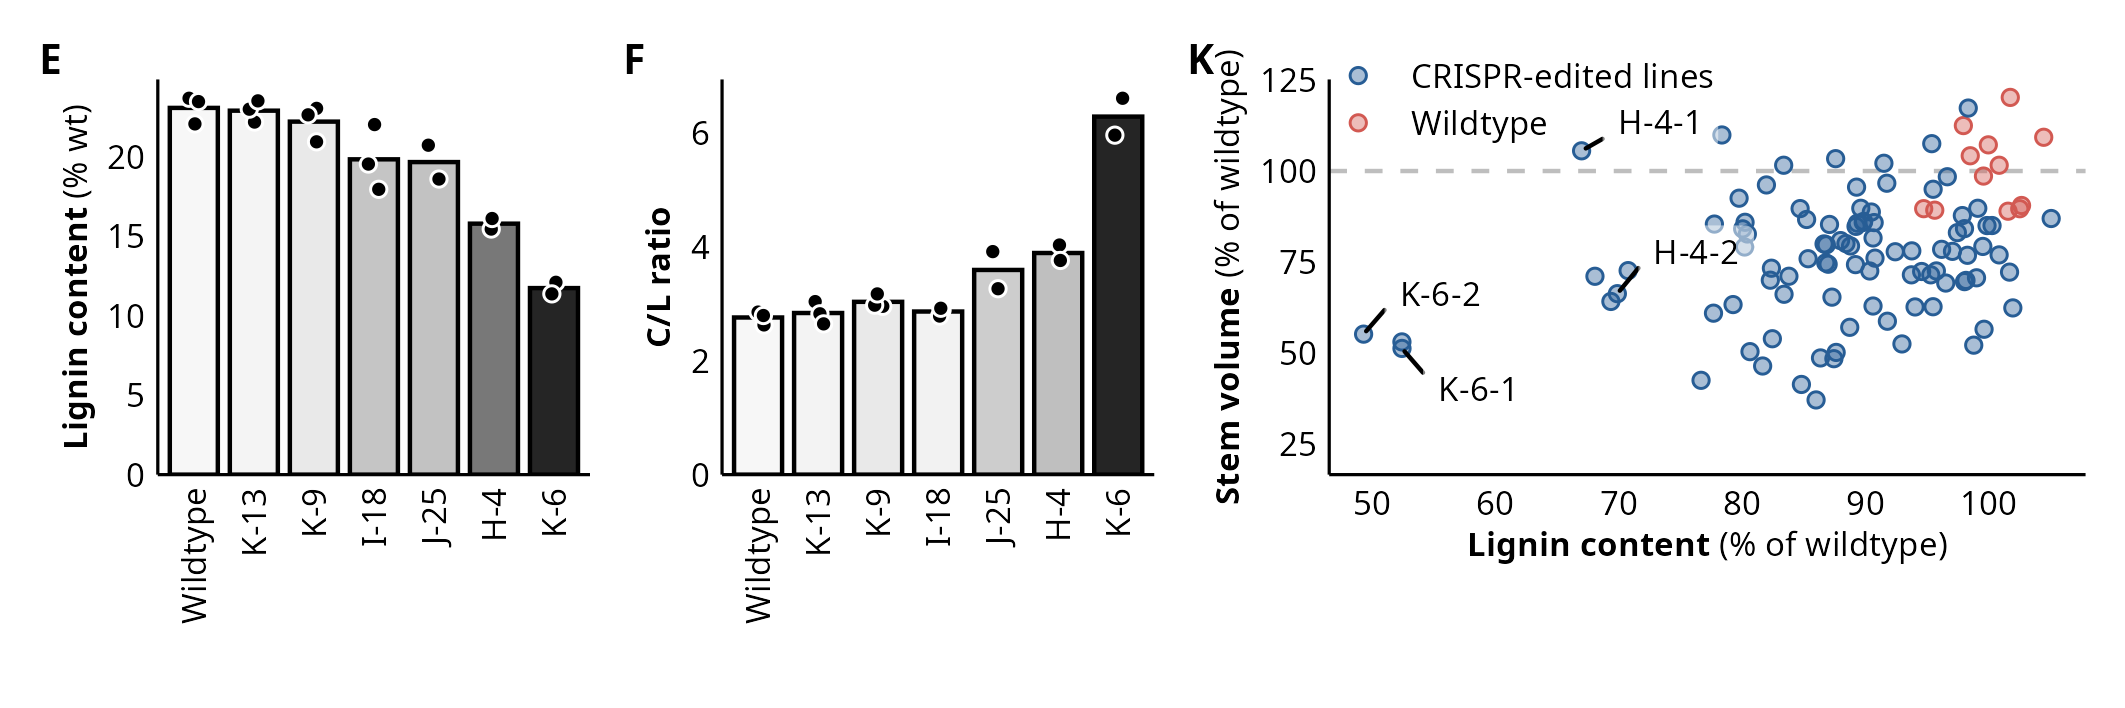 E
Lignin content (% wt)
20
15
10
5
0
Wildtype
K-13
K-9
I-18
J-25
H-4
K-6
F
C/L ratio
6
4
2
0
Wildtype
K-13
K-9
I-18
J-25
H-4
K-6
K
Stem volume (% of wildtype)
125
100
75
50
25
CRISPR-edited lines
Wildtype
H-4-1
H-4-2
K-6-2
K-6-1
50 60 70 80 90 100
Lignin content (% of wildtype)